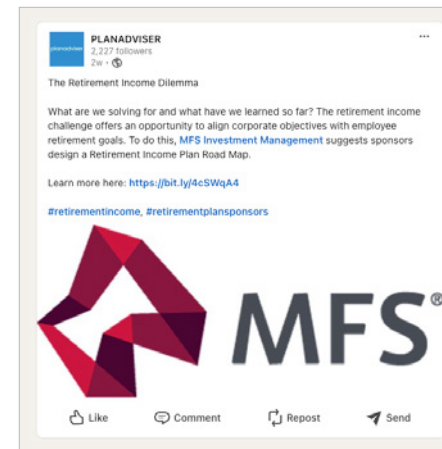 PLANADVISER
planadviser
2,227 followers
2w •
The Retirement Income Dilemma
What are we solving for and what have we learned so far? The retirement income
challenge offers an opportunity to align corporate objectives with employee
retirement goals. To do this, MFS Investment Management suggests sponsors
design a Retirement Income Plan Road Map.
Learn more here: https://bit.ly/4cSWqA4
#retirementincome, #retirementplansponsors
MFS®
Like Comment Repost Send